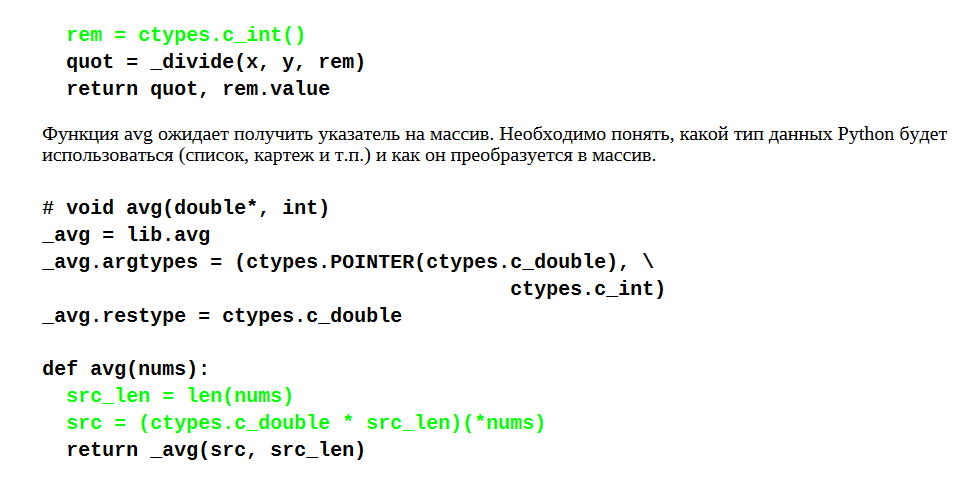 rem = ctypes.c_int()
quot = _divide(x, y, rem)
return quot, rem.value
Функция avg ожидает получить указатель на массив. Необходимо понять, какой тип данных Python будет
использоваться (список, картеж и т.п.) и как он преобразуется в массив.
# void avg(double*, int)
_avg = lib.avg
_avg.argtypes = (ctypes.POINTER(ctypes.c_double), \
ctypes.c_int)
_avg.restype = ctypes.c_double
def avg(nums):
src_len = len(nums)
src = (ctypes.c_double * src_len)(*nums)
return _avg(src, src_len)